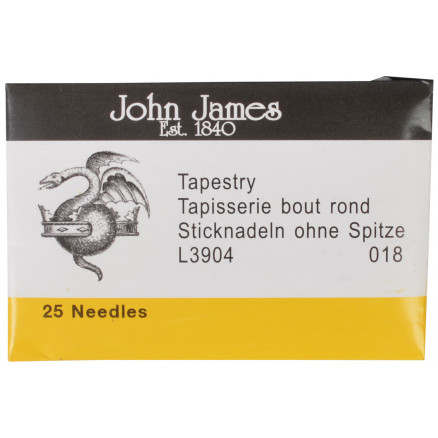 John James
Est. 1840
Tapestry
Tapisserie bout rond
Sticknadeln ohne Spitze
L3904 018
25 Needles